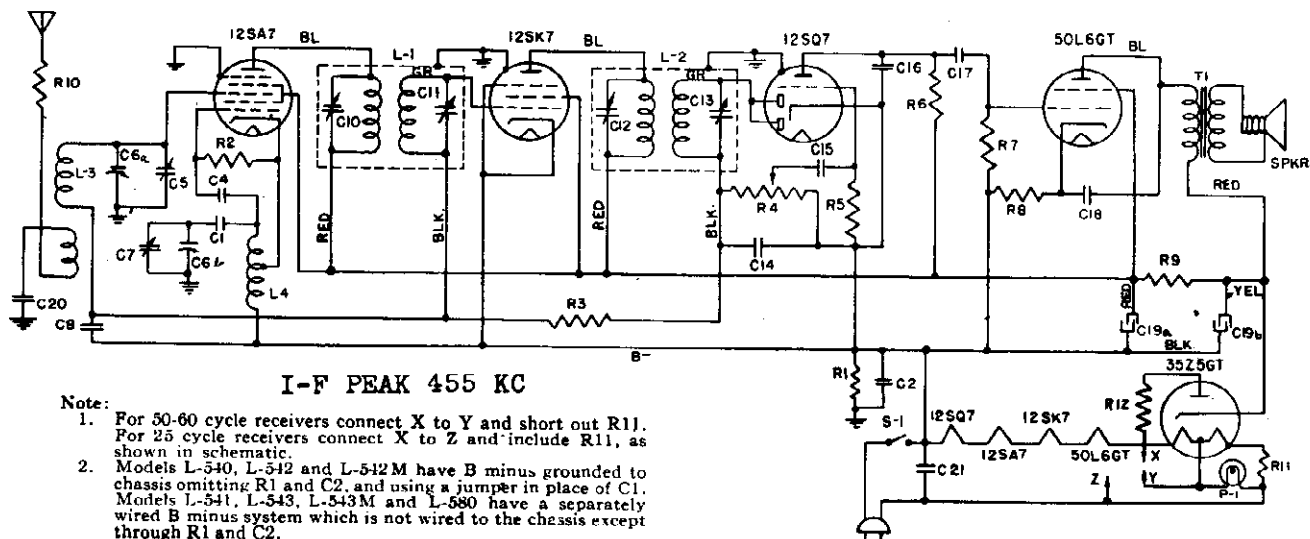 12SA7
BL
L-1
GR
12SK7
BL
L-2
GR
12SQ7
C16
C17
50L6GT
BL
T1
R10
C10
C11
C12
C13
R6
SPKR
RED
R2
L-3
C6a
C5
C4
C15
R7
R4
R5
R8
C18
RED
BLK.
RED
BLK.
C7
C1
C6b
C14
L4
R9
C20
RED
YEL
R3
C9
C19a
C19b
B-
BLK.
35Z5GT
I-F PEAK 455 KC
R1
C2
S-1
12SQ7
12SK7
R12
Note:
1. For 50-60 cycle receivers connect X to Y and short out R11.
For 25 cycle receivers connect X to Z and include R11, as
shown in schematic.
12SA7
50L6GT
X
Y
Z
R11
P-1
C21
2. Models L-540, L-542 and L-542M have B minus grounded to
chassis omitting R1 and C2, and using a jumper in place of C1.
Models L-541, L-543, L-543M and L-580 have a separately
wired B minus system which is not wired to the chassis except
through R1 and C2.